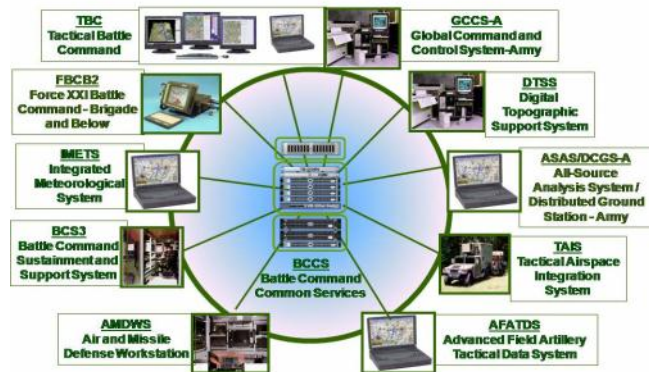 TBC
Tactical Battle
Command
GCCS-A
Global Command and
Control System-Army
FBCB2
Force XXI Battle
Command - Brigade
and Below
DTSS
Digital
Topographic
Support System
IMETS
Integrated
Meteorological
System
ASAS/DCGS-A
All-Source
Analysis System /
Distributed Ground
Station - Army
BCS3
Battle Command
Sustainment and
Support System
BCCS
Battle Command
Common Services
TAIS
Tactical Airspace
Integration
System
AMDWS
Air and Missile
Defense Workstation
AFATDS
Advanced Field Artillery
Tactical Data System